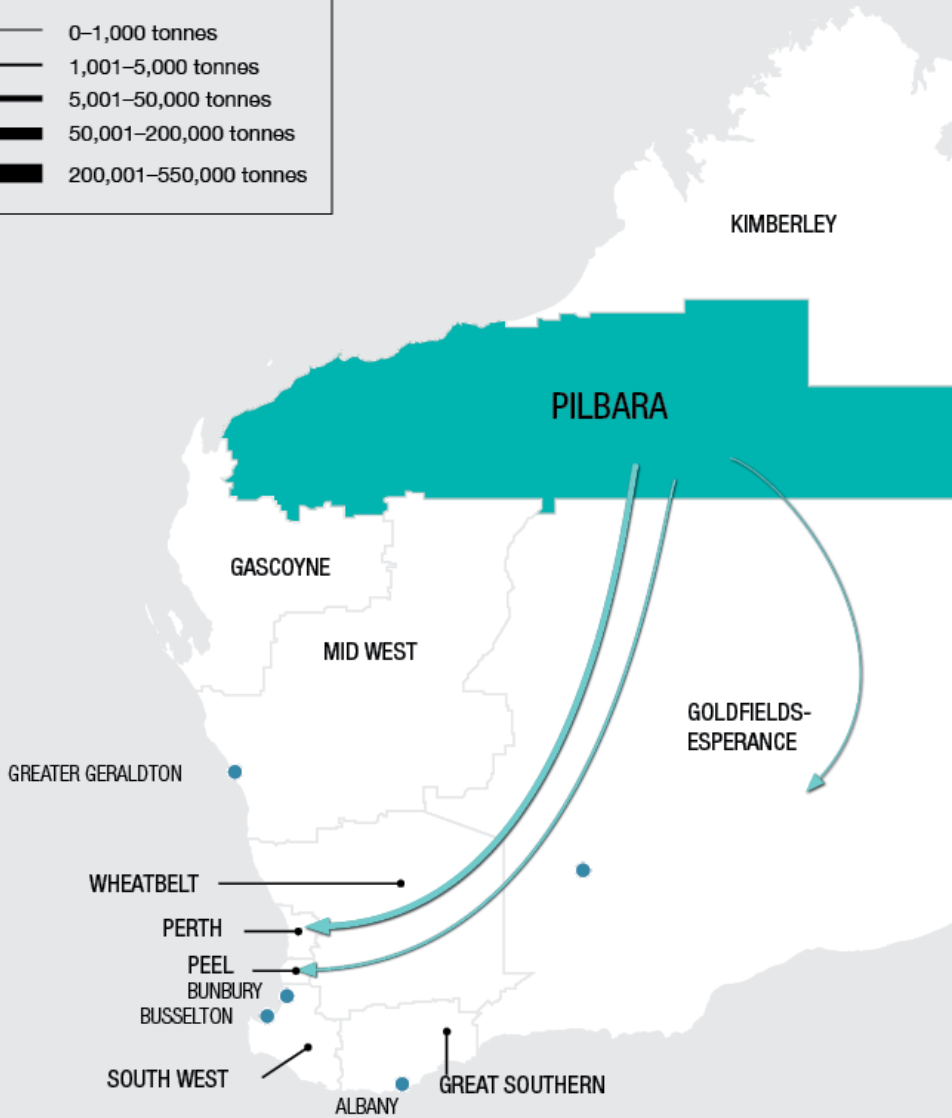 0–1,000 tonnes
1,001–5,000 tonnes
5,001–50,000 tonnes
50,001–200,000 tonnes
200,001–550,000 tonnes
KIMBERLEY
PILBARA
GASCOYNE
MID WEST
GOLDFIELDS-
ESPERANCE
GREATER GERALDTON
WHEATBELT
PERTH
PEEL
BUNBURY
BUSSELTON
SOUTH WEST
GREAT SOUTHERN
ALBANY